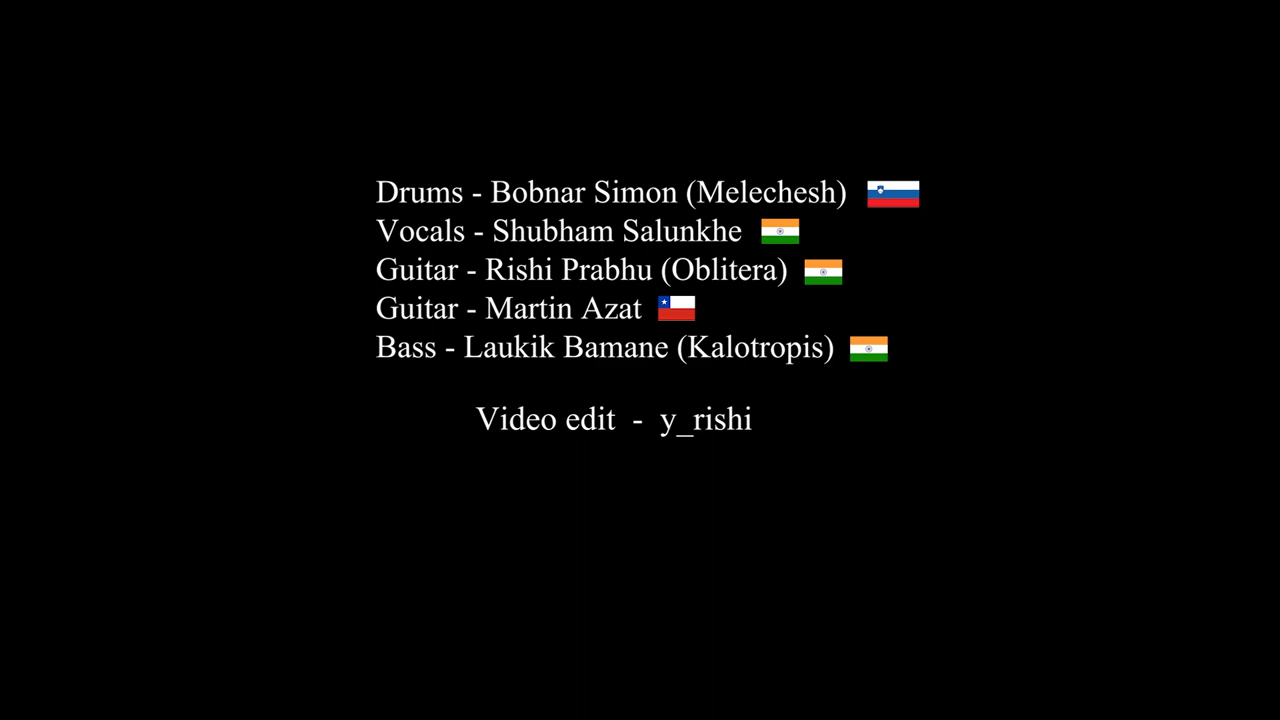 Drums - Bobnar Simon (Melechesh)
Vocals - Shubham Salunkhe
Guitar - Rishi Prabhu (Oblitera)
Guitar - Martin Azat
Bass - Laukik Bamane (Kalotropis)
Video edit - y_rishi